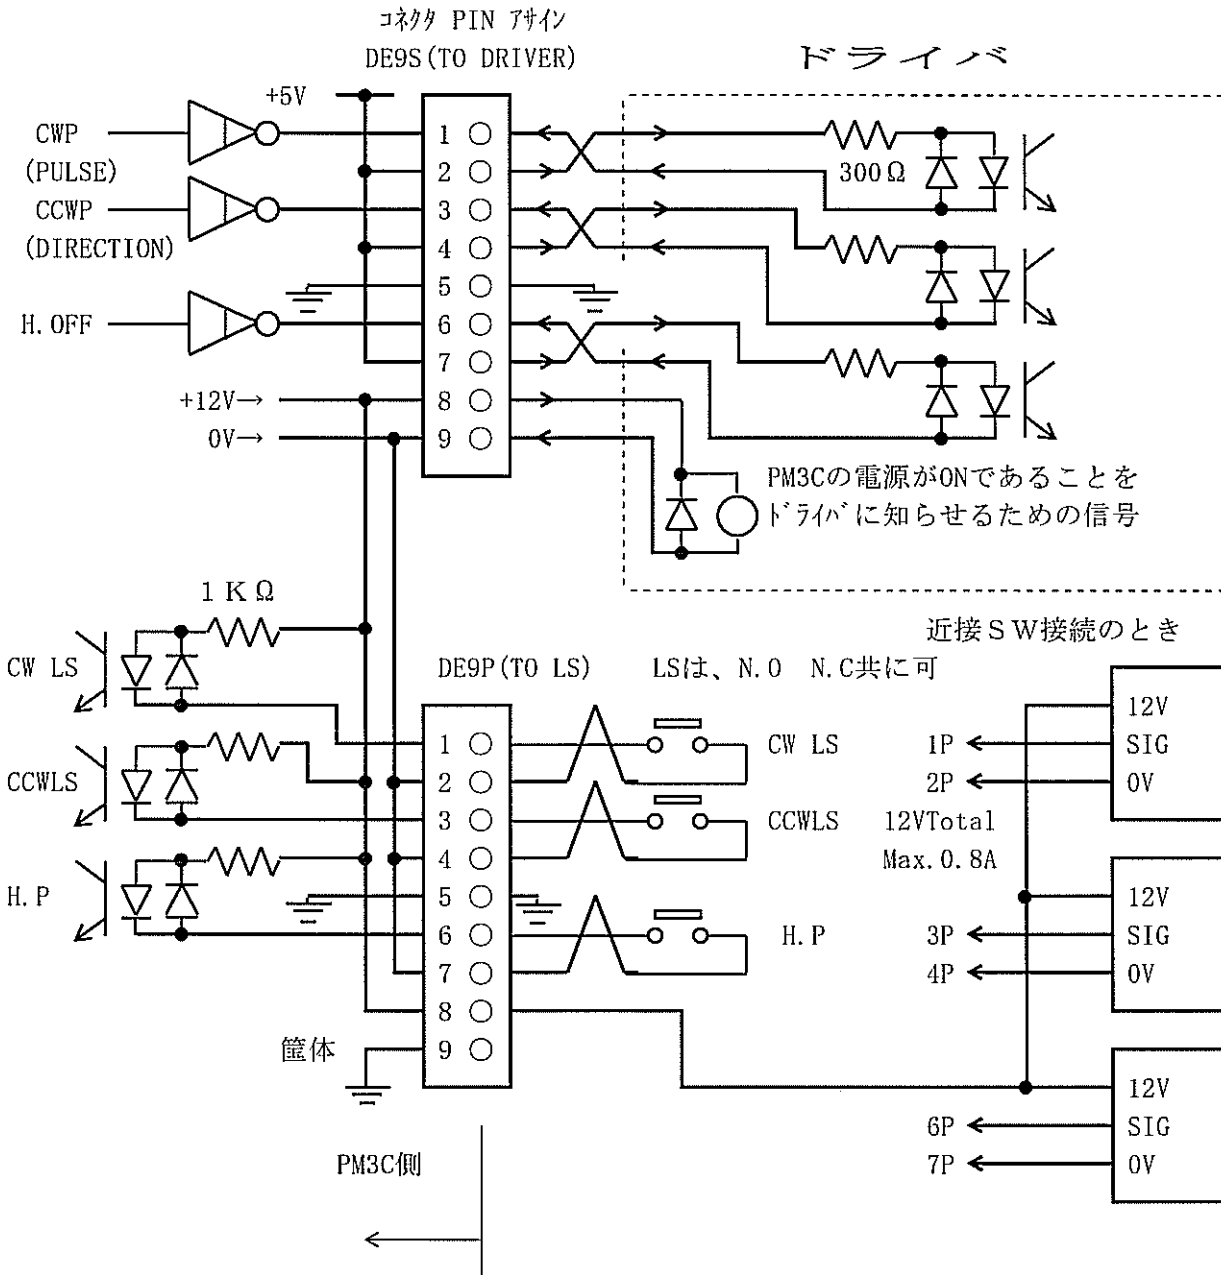 コネクタ PIN アサイン
DE9S(TO DRIVER)
ドライバ
+5V
CWP
(PULSE)
CCWP
(DIRECTION)
H.OFF
+12V→
0V→
1
2
3
4
5
6
7
8
9
300Ω
PM3Cの電源がONであることを
ドライバに知らせるための信号
1KΩ
CW LS
CCWLS
H.P
DE9P(TO LS)
LSは、N.O N.C共に可
1
2
3
4
5
6
7
8
9
CW LS
CCWLS
H.P
筐体
近接SW接続のとき
12V
SIG
0V
1P
2P
12VTotal
Max.0.8A
12V
SIG
0V
3P
4P
12V
SIG
0V
6P
7P
PM3C側